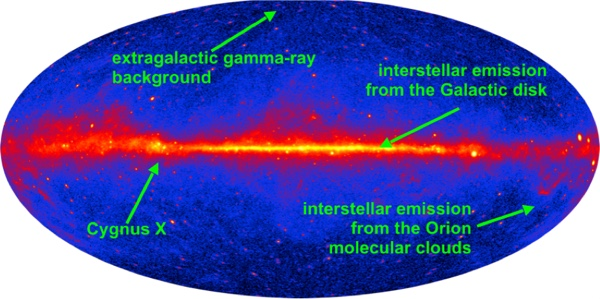 extragalactic gamma-ray
background
interstellar emission
from the Galactic disk
Cygnus X
interstellar emission
from the Orion
molecular clouds